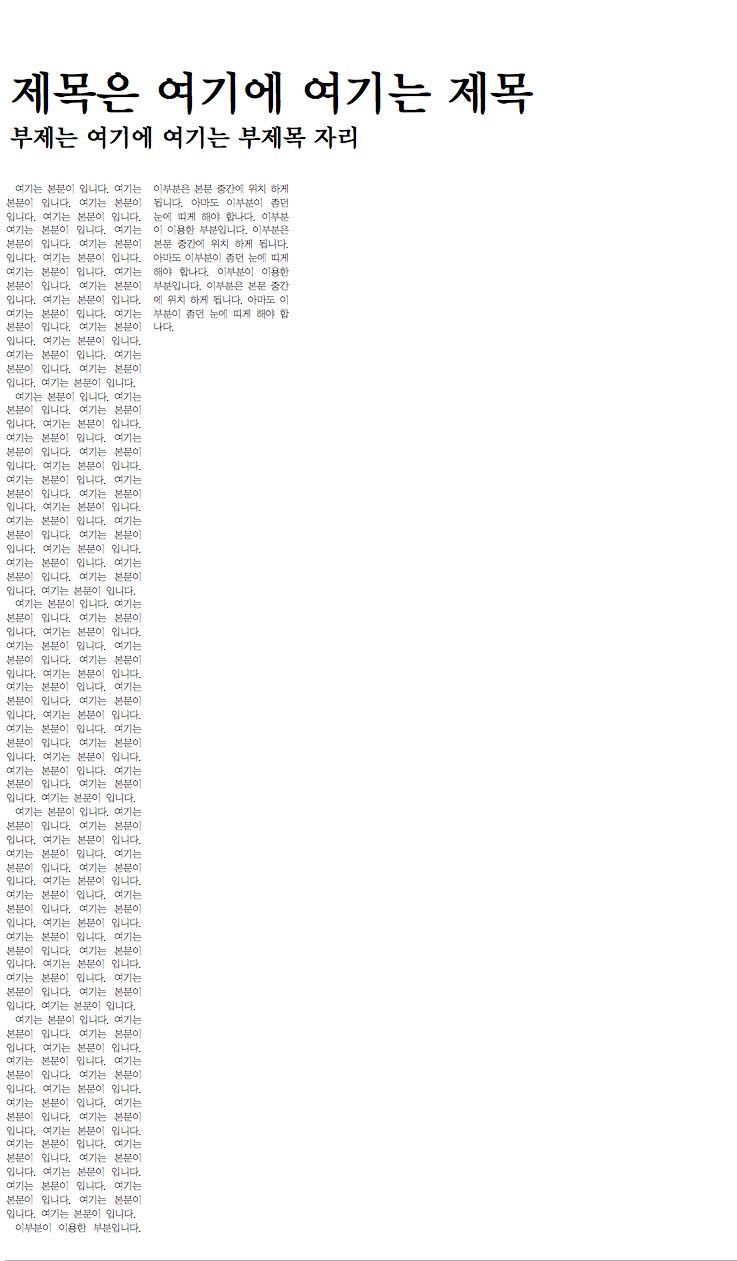 제목은 여기에 여기는 제목
부제는 여기에 여기는 부제목 자리
여기는 본문이 입니다. 여기는
본문이 입니다. 여기는 본문이
입니다. 여기는 본문이 입니다.
여기는 본문이 입니다. 여기는
본문이 입니다. 여기는 본문이
입니다. 여기는 본문이 입니다.
여기는 본문이 입니다. 여기는
본문이 입니다. 여기는 본문이
입니다. 여기는 본문이 입니다.
여기는 본문이 입니다. 여기는
본문이 입니다. 여기는 본문이
입니다. 여기는 본문이 입니다.
여기는 본문이 입니다. 여기는
본문이 입니다. 여기는 본문이
입니다. 여기는 본문이 입니다.
여기는 본문이 입니다. 여기는
본문이 입니다. 여기는 본문이
입니다. 여기는 본문이 입니다.
여기는 본문이 입니다. 여기는
본문이 입니다. 여기는 본문이
입니다. 여기는 본문이 입니다.
여기는 본문이 입니다. 여기는
본문이 입니다. 여기는 본문이
입니다. 여기는 본문이 입니다.
여기는 본문이 입니다. 여기는
본문이 입니다. 여기는 본문이
입니다. 여기는 본문이 입니다.
여기는 본문이 입니다. 여기는
본문이 입니다. 여기는 본문이
입니다. 여기는 본문이 입니다.
여기는 본문이 입니다. 여기는
본문이 입니다. 여기는 본문이
입니다. 여기는 본문이 입니다.
여기는 본문이 입니다. 여기는
본문이 입니다. 여기는 본문이
입니다. 여기는 본문이 입니다.
여기는 본문이 입니다. 여기는
본문이 입니다. 여기는 본문이
입니다. 여기는 본문이 입니다.
여기는 본문이 입니다. 여기는
본문이 입니다. 여기는 본문이
입니다. 여기는 본문이 입니다.
여기는 본문이 입니다. 여기는
본문이 입니다. 여기는 본문이
입니다. 여기는 본문이 입니다.
여기는 본문이 입니다. 여기는
본문이 입니다. 여기는 본문이
입니다. 여기는 본문이 입니다.
여기는 본문이 입니다. 여기는
본문이 입니다. 여기는 본문이
입니다. 여기는 본문이 입니다.
여기는 본문이 입니다. 여기는
본문이 입니다. 여기는 본문이
입니다. 여기는 본문이 입니다.
여기는 본문이 입니다. 여기는
본문이 입니다. 여기는 본문이
입니다. 여기는 본문이 입니다.
여기는 본문이 입니다. 여기는
본문이 입니다. 여기는 본문이
입니다. 여기는 본문이 입니다.
여기는 본문이 입니다. 여기는
본문이 입니다. 여기는 본문이
입니다. 여기는 본문이 입니다.
여기는 본문이 입니다. 여기는
본문이 입니다. 여기는 본문이
입니다. 여기는 본문이 입니다.
여기는 본문이 입니다. 여기는
본문이 입니다. 여기는 본문이
입니다. 여기는 본문이 입니다.
여기는 본문이 입니다. 여기는
본문이 입니다. 여기는 본문이
입니다. 여기는 본문이 입니다.
여기는 본문이 입니다. 여기는
본문이 입니다. 여기는 본문이
입니다. 여기는 본문이 입니다.
이부분이 이용한 부분입니다.
이부분은 본문 중간에 위치 하게
됩니다. 아마도 이부분이 좀던
눈에 띠게 해야 합나다. 이부분
이 이용한 부분입니다. 이부분은
본문 중간에 위치 하게 됩니다.
아마도 이부분이 좀던 눈에 띠게
해야 합나다. 이부분이 이용한
부분입니다. 이부분은 본문 중간
에 위치 하게 됩니다. 아마도 이
부분이 좀던 눈에 띠게 해야 합
나다.